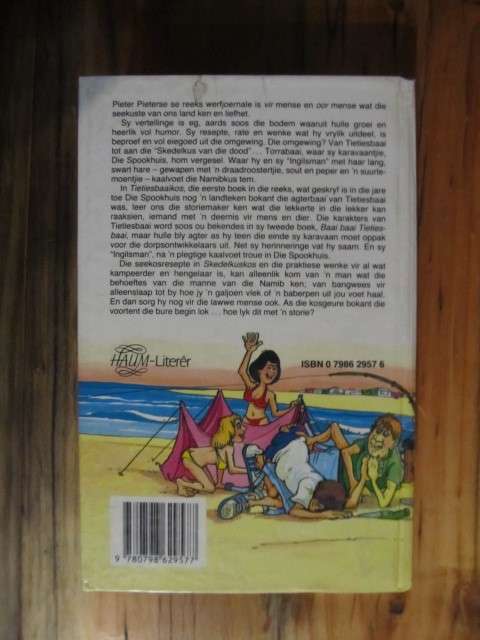 Pieter Pieterse se reeks werfjoernale is vir mense en oor mense wat die
seekuste van ons land ken en liefhet.
Sy vertellinge is eg, aards soos die bodem waaruit hulle groei en
heerlik vol humor. Sy resepte, rate en wenke wat hy vrylik uitdeel, is
beproef en vol eiegoed uit die omgewing. Die omgewing? Van Tietiesbaai
tot aan die "Skedelkus van die dood" ... Torrabaai, waar sy karavaantjie,
Die Spookhuis, hom vergesel. Waar hy en sy "Ingilsman" met haar lang,
swart hare – gewapen met 'n draadroostertjie, sout en peper en 'n suurle-
moentjie – kaalvoet die Namibkus tem.
In Tietiesbaaikos, die eerste boek in die reeks, wat geskryf is in die jare
toe Die Spookhuis nog 'n landteken bokant die agterbaai van Tietiesbaai
was, leer ons die storiemaker ken wat die lekkerte in die lekker kan
raaksien, iemand met 'n deernis vir mens en dier. Die karakters van
Tietiesbaai word soos ou bekendes in sy tweede boek, Baai baai Tieties-
baai, maar hulle bly agter as hy teen die einde sy karavaan moet oppak
voor die dorpsontwikkelaars uit. Net sy herinneringe vat hy saam. En sy
"Ingilsman", na 'n plegtige kaalvoet troue in Die Spookhuis.
Die seekosresepte in Skedelkuskos en die praktiese wenke vir al wat
kampeerder en hengelaar is, kan alleenlik kom van 'n man wat die
behoeftes van die manne van die Namib ken; van bangwees vir
alleenslaap tot by hoe jy 'n galjoen vlek of 'n baberpen uit jou voet haal.
En dan sorg hy nog vir die lawwe mense ook. As die kosgeure bokant die
voortent die bure begin lok ... hoe lyk dit met 'n storie?
HAUM-Literêr
ISBN 0 7986 2957 6
9 780798 629577